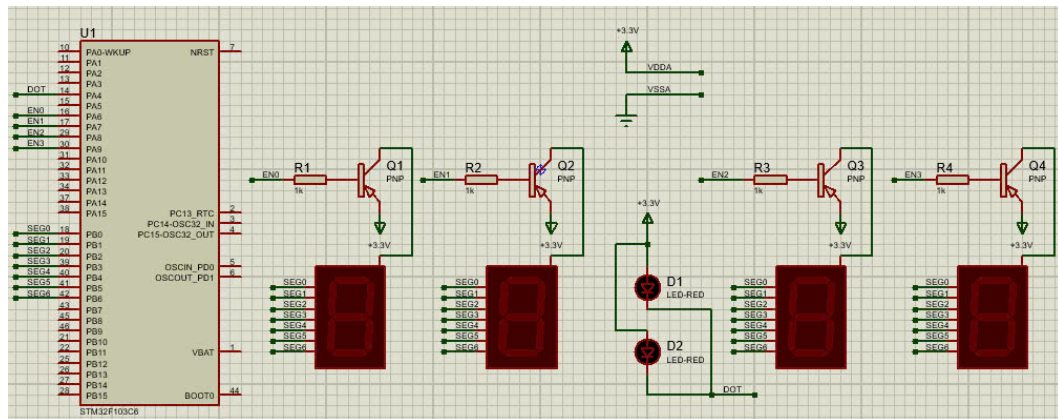 U1
10 PA0-WKUP NRST 7
11 PA1
12 PA2
13 PA3
DOT 14 PA4
15 PA5
EN0 16 PA6
EN1 17 PA7
EN2 29 PA8
EN3 30 PA9
31 PA10
32 PA11
33 PA12
34 PA13
37 PA14
38 PA15
PC13_RTC 2
PC14-OSC32_IN 3
SEG0 18 PB0 PC15-OSC32_OUT 4
SEG1 19 PB1
SEG2 20 PB2
SEG3 39 PB3 OSCIN_PD0 5
SEG4 40 PB4 OSCOUT_PD1 6
SEG5 41 PB5
SEG6 42 PB6
43 PB7
45 PB8
46 PB9
21 PB10
22 PB11 VBAT 1
25 PB12
26 PB13
27 PB14
28 PB15 BOOT0 44
STM32F103C6
+3.3V
VDDA
VSSA
EN0 R1 1k Q1 PNP
+3.3V
SEG0
SEG1
SEG2
SEG3
SEG4
SEG5
SEG6
EN1 R2 1k Q2 PNP
+3.3V
SEG0
SEG1
SEG2
SEG3
SEG4
SEG5
SEG6
+3.3V
D1
LED-RED
D2
LED-RED
DOT
EN2 R3 1k Q3 PNP
+3.3V
SEG0
SEG1
SEG2
SEG3
SEG4
SEG5
SEG6
EN3 R4 1k Q4 PNP
+3.3V
SEG0
SEG1
SEG2
SEG3
SEG4
SEG5
SEG6